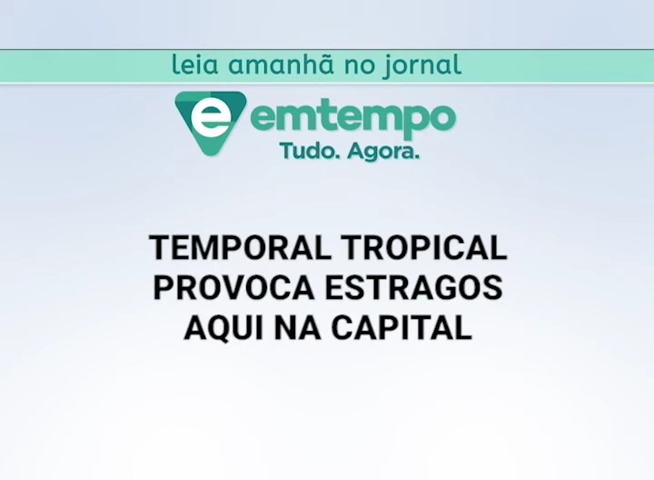 leia amanhã no jornal
e emtempo
Tudo. Agora.
TEMPORAL TROPICAL
PROVOCA ESTRAGOS
AQUI NA CAPITAL